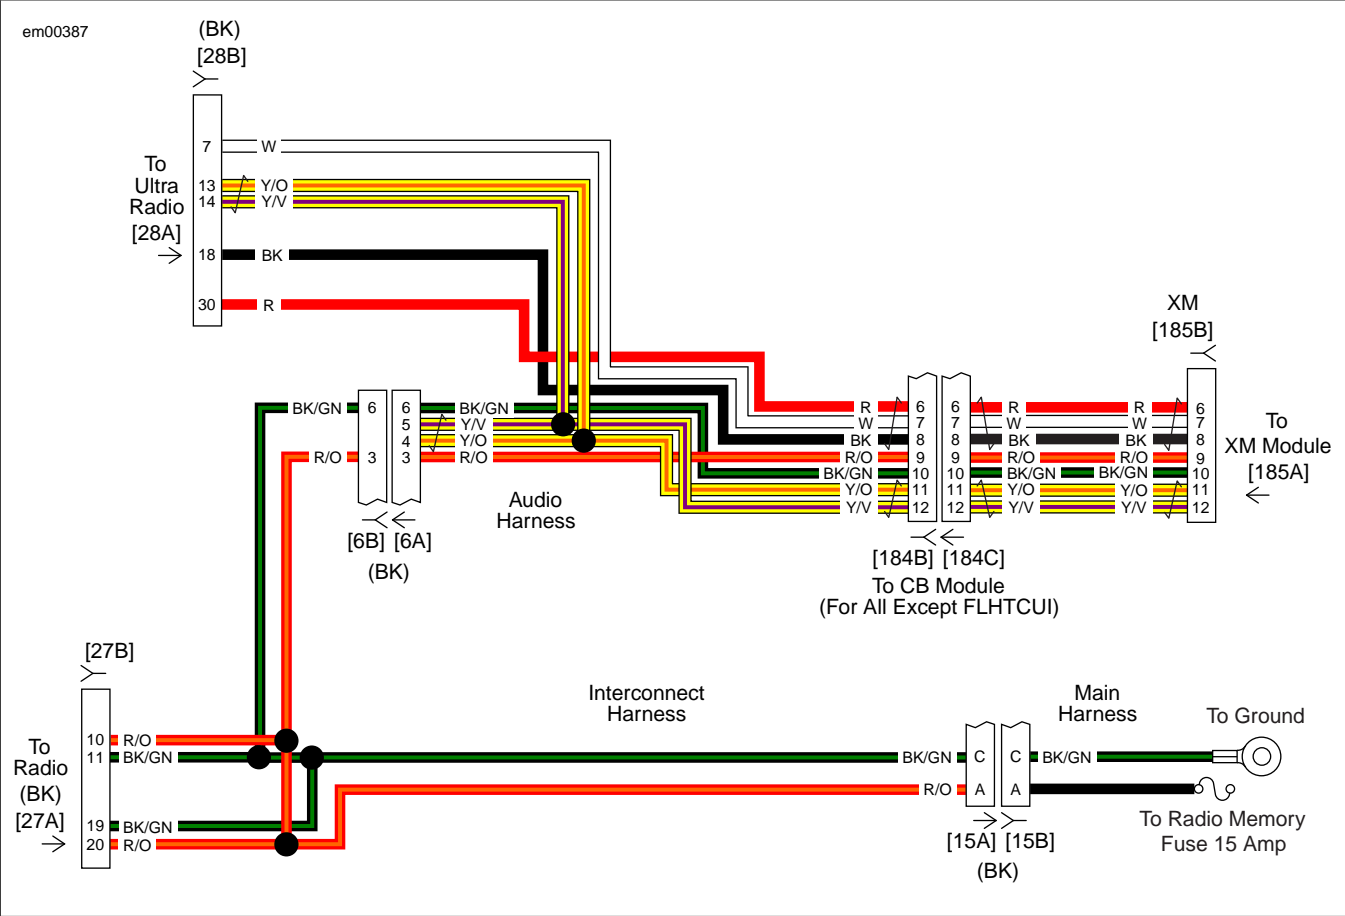 em00387
(BK)
[28B]
To
Ultra
Radio
[28A]
7
13
14
18
30
W
Y/O
Y/V
BK
R
BK/GN
R/O
6
3
6
5
4
3
BK/GN
Y/V
Y/O
R/O
Audio
Harness
[6B] [6A]
(BK)
R
W
BK
R/O
BK/GN
Y/O
Y/V
6
7
8
9
10
11
12
6
7
8
9
10
11
12
R
W
BK
R/O
BK/GN
Y/O
Y/V
R
W
BK
R/O
BK/GN
Y/O
Y/V
6
7
8
9
10
11
12
XM
[185B]
To
XM Module
[185A]
[184B] [184C]
To CB Module
(For All Except FLHTCUI)
[27B]
To
Radio
(BK)
[27A]
10
11
19
20
R/O
BK/GN
BK/GN
R/O
Interconnect
Harness
BK/GN
R/O
C
A
C
A
BK/GN
Main
Harness
To Ground
To Radio Memory
Fuse 15 Amp
[15A] [15B]
(BK)